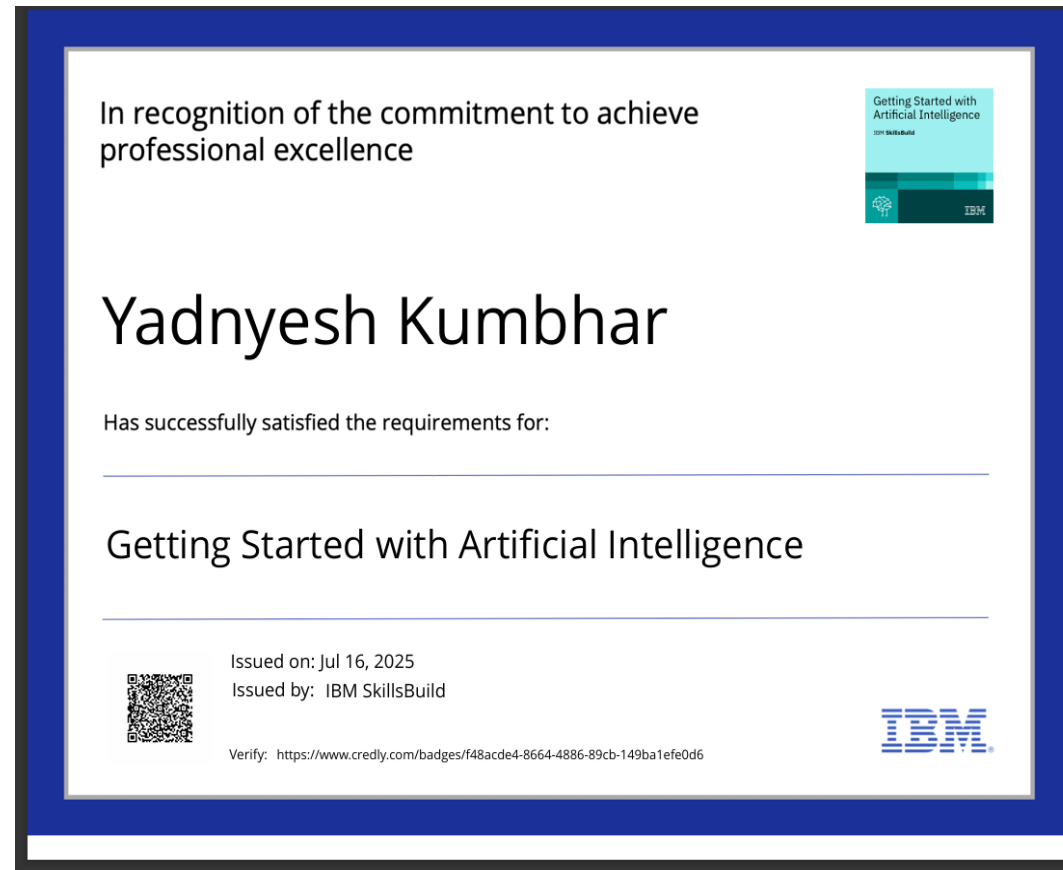 In recognition of the commitment to achieve
professional excellence
Getting Started with
Artificial Intelligence
IBM SkillsBuild
IBM
Yadnyesh Kumbhar
Has successfully satisfied the requirements for:
Getting Started with Artificial Intelligence
Issued on: Jul 16, 2025
Issued by: IBM SkillsBuild
Verify: https://www.credly.com/badges/f48acde4-8664-4886-89cb-149ba1efe0d6
IBM